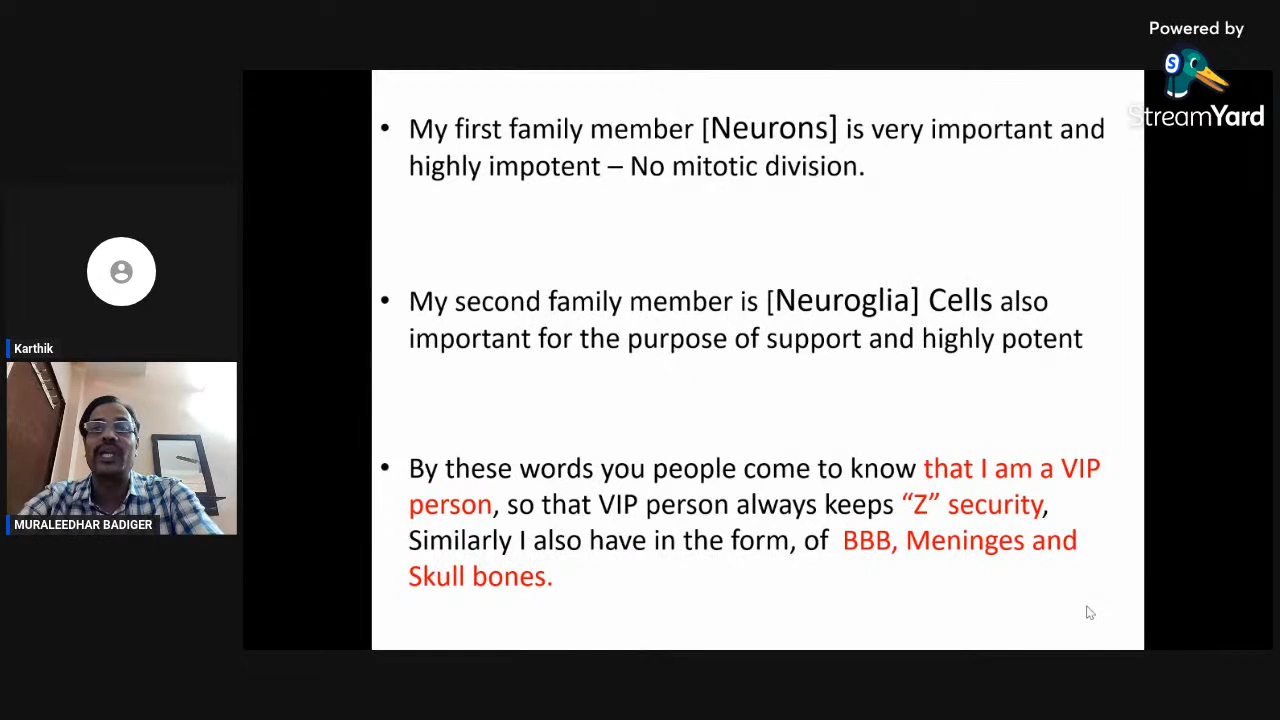 Powered by
StreamYard
• My first family member [Neurons] is very important and
highly impotent – No mitotic division.
• My second family member is [Neuroglia] Cells also
important for the purpose of support and highly potent
• By these words you people come to know that I am a VIP
person, so that VIP person always keeps “Z” security,
Similarly I also have in the form, of BBB, Meninges and
Skull bones.
Karthik
MURALEEDHAR BADIGER